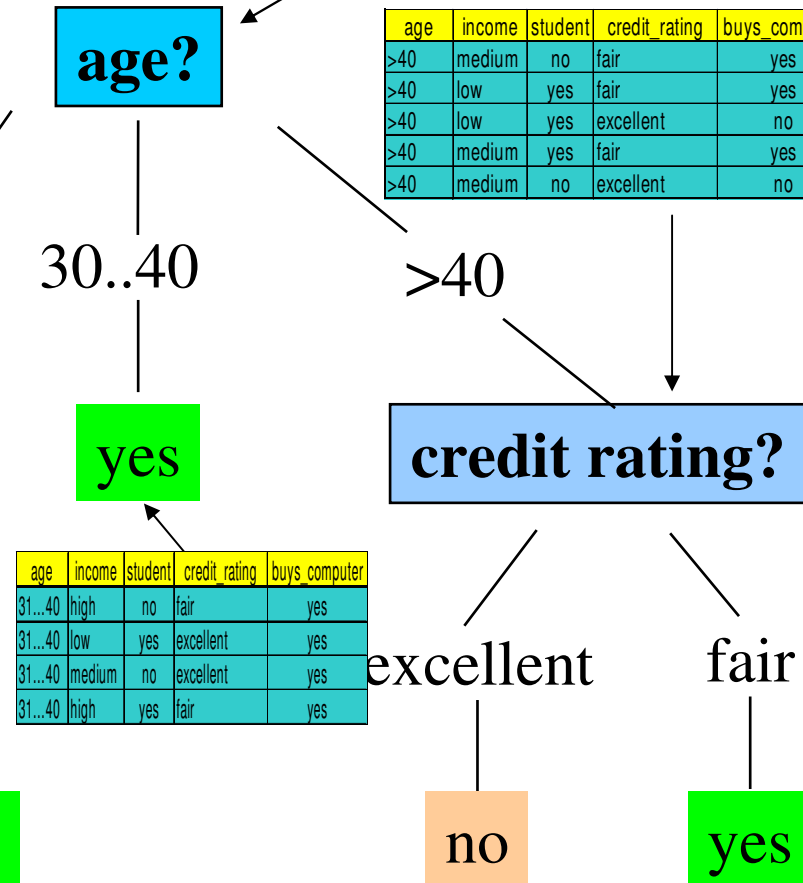 age?
age income student credit_rating buys_com
>40 medium no fair yes
>40 low yes fair yes
>40 low yes excellent no
>40 medium yes fair yes
>40 medium no excellent no
30..40
>40
yes
credit rating?
age income student credit_rating buys_computer
31...40 high no fair yes
31...40 low yes excellent yes
31...40 medium no excellent yes
31...40 high yes fair yes
excellent
fair
no
yes